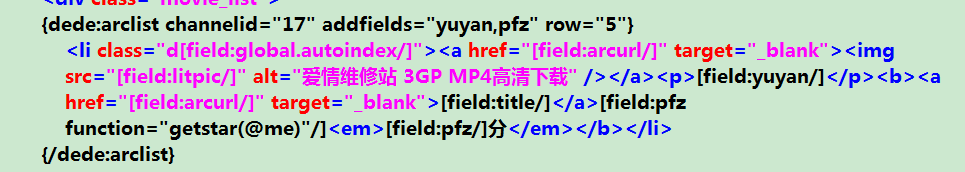 <div class="movie_list">
{dede:arclist channelid="17" addfields="yuyan,pfz" row="5"}
<li class="d[field:global.autoindex/]"><a href="[field:arcurl/]" target="_blank"><img
src="[field:litpic/]" alt="爱情维修站 3GP MP4高清下载" /></a><p>[field:yuyan/]</p><b><a
href="[field:arcurl/]" target="_blank">[field:title/]</a>[field:pfz
function="getstar(@me)"/]<em>[field:pfz/]分</em></b></li>
{/dede:arclist}